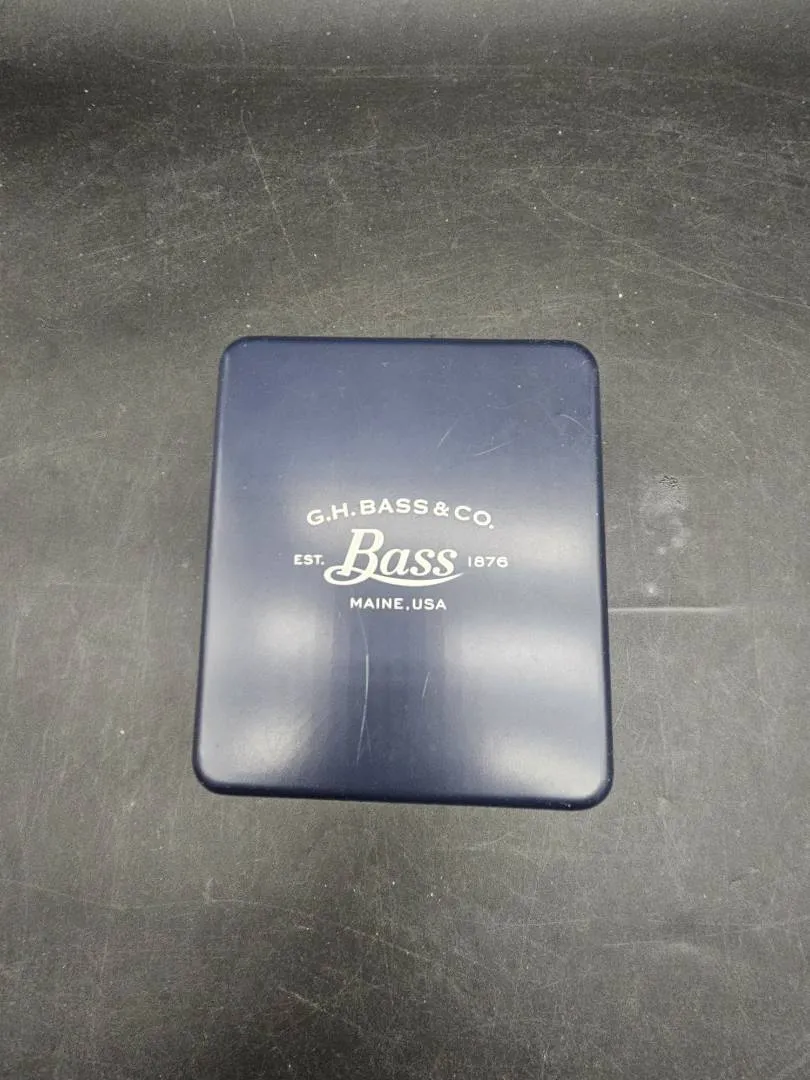 G.H. BASS & CO.
EST. Bass 1876
MAINE, USA